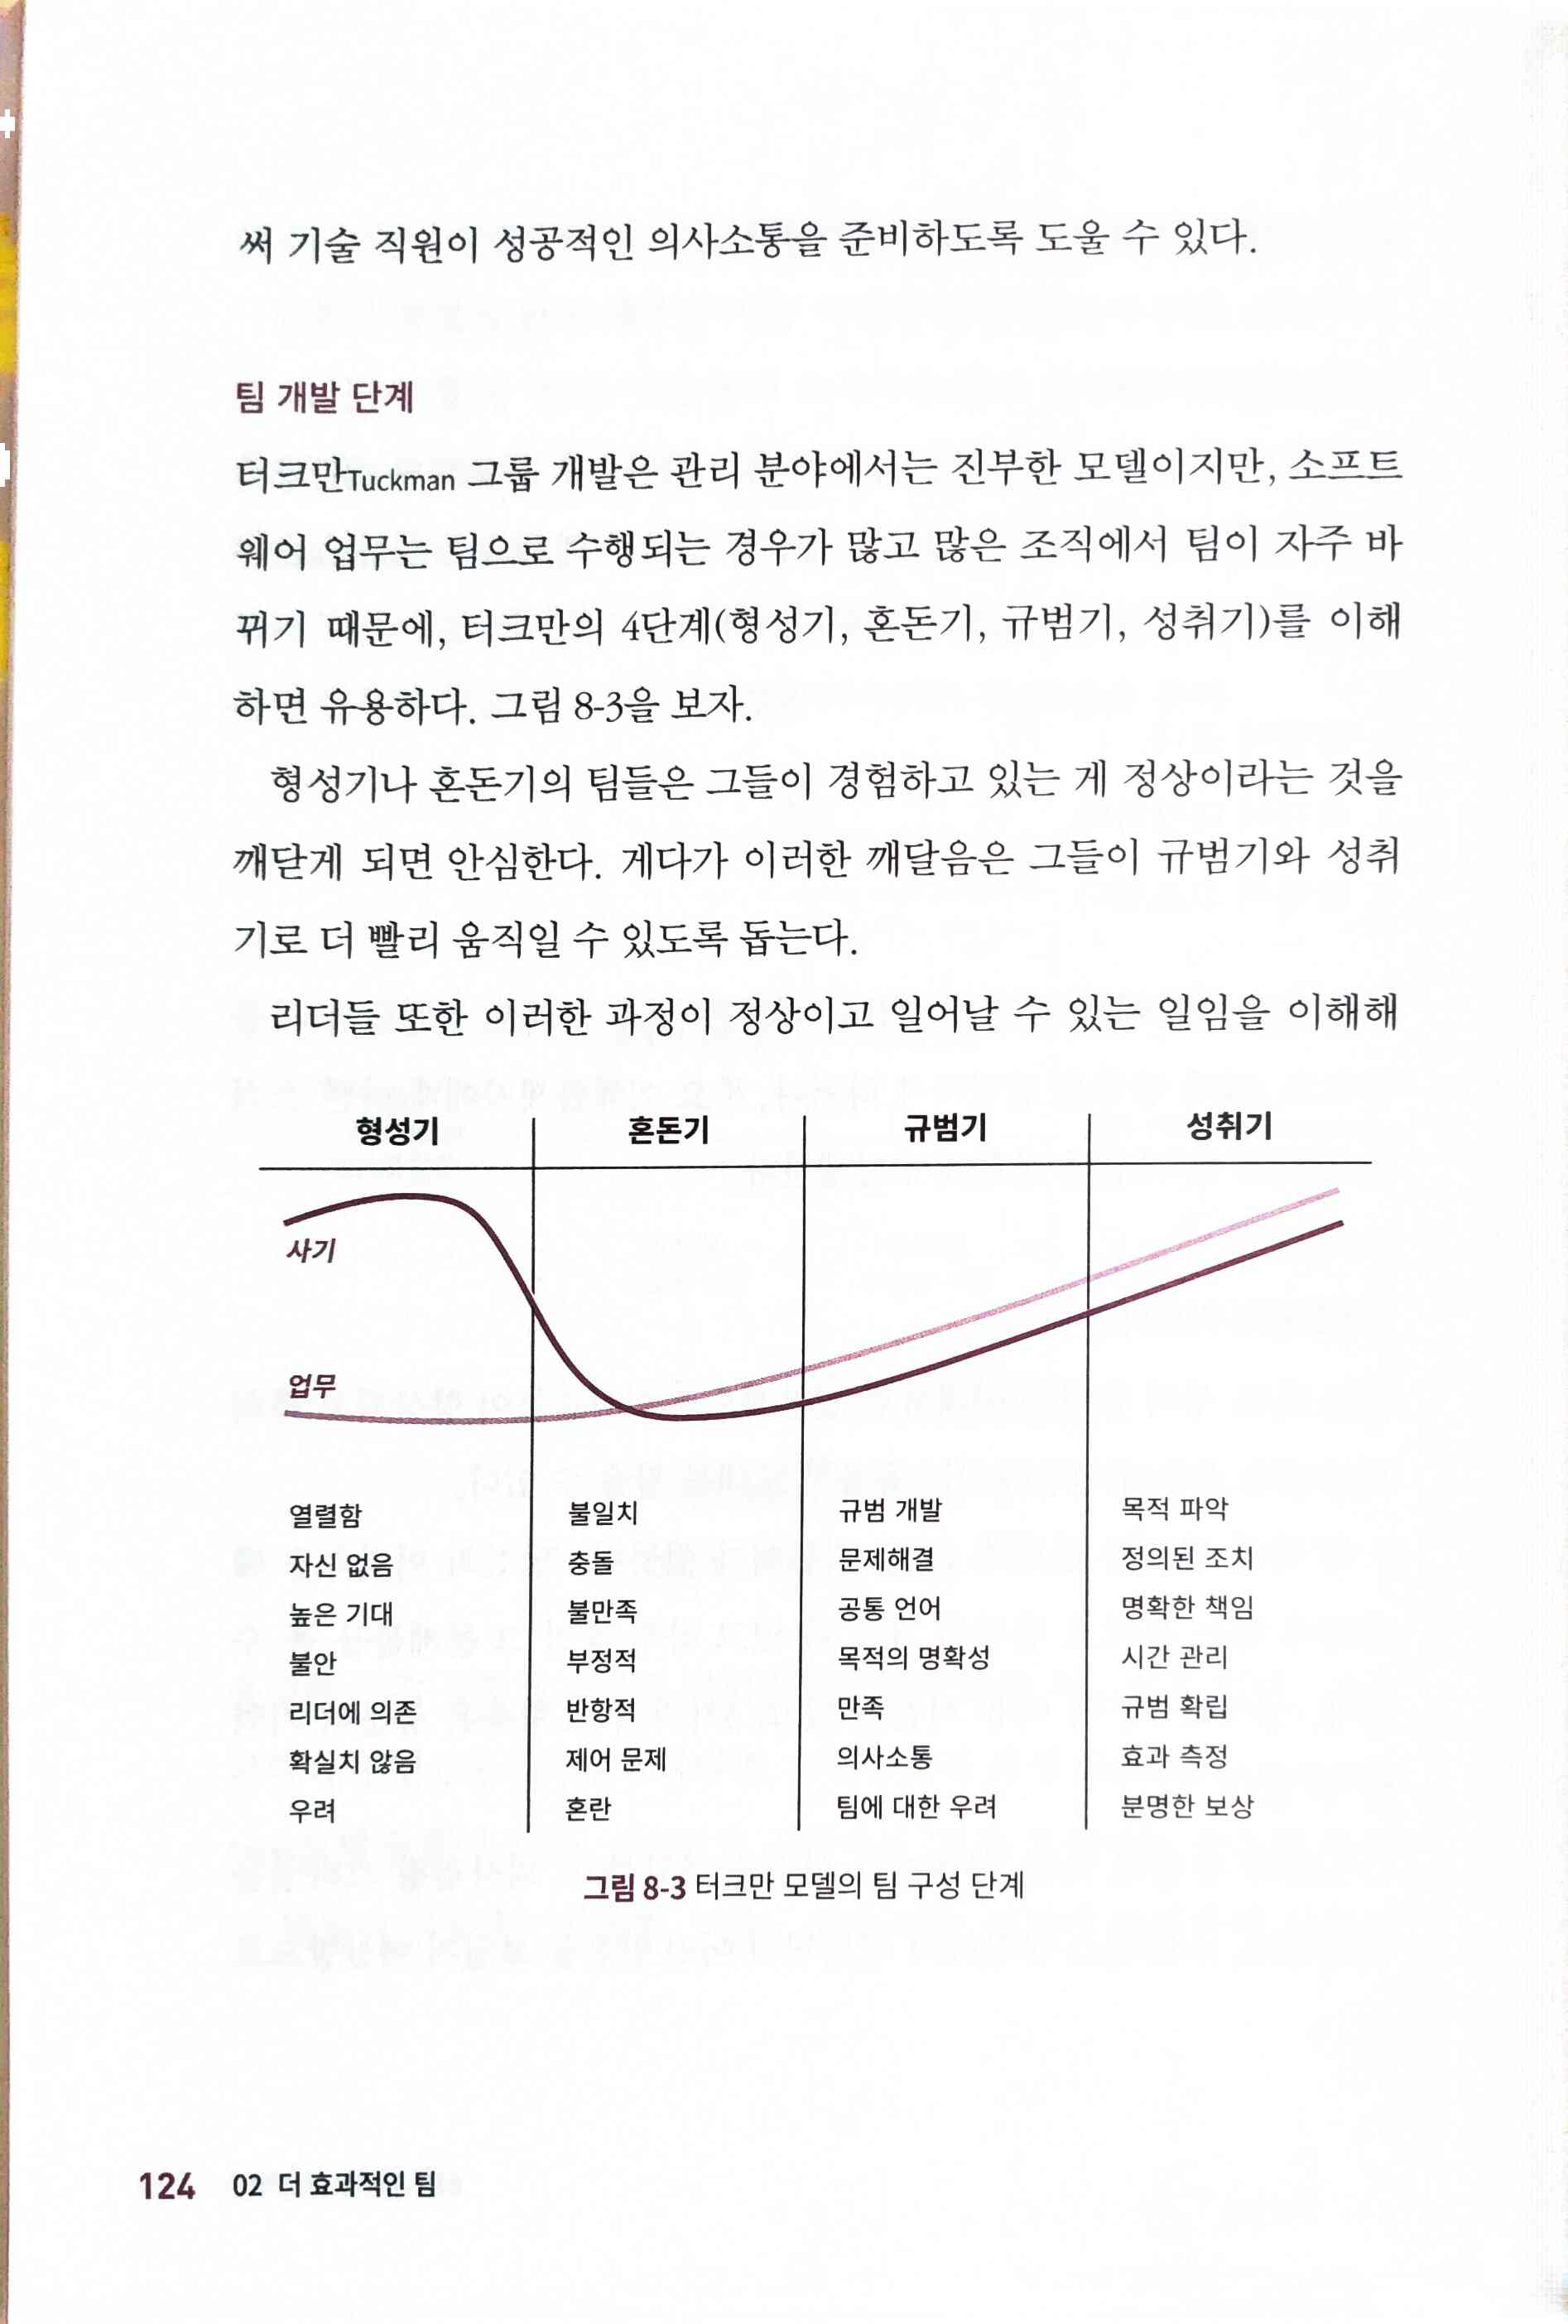 써 기술 직원이 성공적인 의사소통을 준비하도록 도울 수 있다.
팀 개발 단계
터크만Tuckman 그룹 개발은 관리 분야에서는 진부한 모델이지만, 소프트
웨어 업무는 팀으로 수행되는 경우가 많고 많은 조직에서 팀이 자주 바
뀌기 때문에, 터크만의 4단계(형성기, 혼돈기, 규범기, 성취기)를 이해
하면 유용하다. 그림 8-3을 보자.
형성기나 혼돈기의 팀들은 그들이 경험하고 있는 게 정상이라는 것을
깨닫게 되면 안심한다. 게다가 이러한 깨달음은 그들이 규범기와 성취
기로 더 빨리 움직일 수 있도록 돕는다.
리더들 또한 이러한 과정이 정상이고 일어날 수 있는 일임을 이해해
형성기 혼돈기 규범기 성취기
사기
업무
열렬함 불일치 규범 개발 목적 파악
자신 없음 충돌 문제해결 정의된 조치
높은 기대 불만족 공통 언어 명확한 책임
불안 부정적 목적의 명확성 시간 관리
리더에 의존 반항적 만족 규범 확립
확실치 않음 제어 문제 의사소통 효과 측정
우려 혼란 팀에 대한 우려 분명한 보상
그림 8-3 터크만 모델의 팀 구성 단계
124 02 더 효과적인 팀